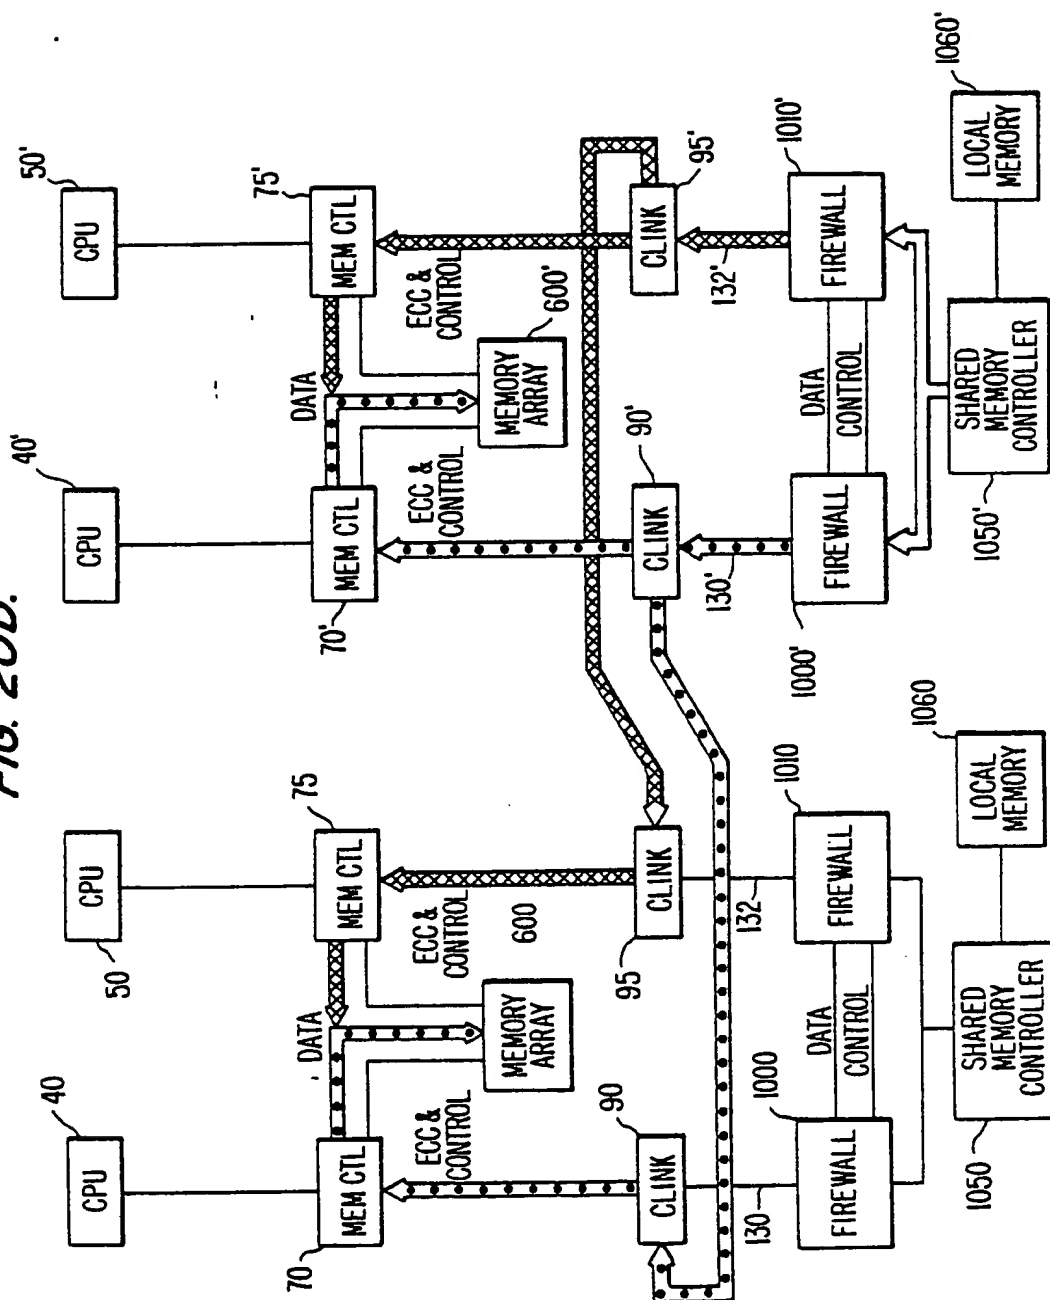 FIG. 20D.
40
CPU
50
CPU
40'
CPU
50'
CPU
70
MEM CTL
75
MEM CTL
70'
MEM CTL
75'
MEM CTL
DATA
DATA
ECC &
CONTROL
ECC &
CONTROL
ECC &
CONTROL
ECC &
CONTROL
MEMORY
ARRAY
600
MEMORY
ARRAY
600'
90
CLINK
95
CLINK
90'
CLINK
95'
CLINK
130
132
130'
132'
1000
FIREWALL
DATA
CONTROL
1010
FIREWALL
1000'
FIREWALL
DATA
CONTROL
1010'
FIREWALL
1050
SHARED
MEMORY
CONTROLLER
1060
LOCAL
MEMORY
1050'
SHARED
MEMORY
CONTROLLER
1060'
LOCAL
MEMORY